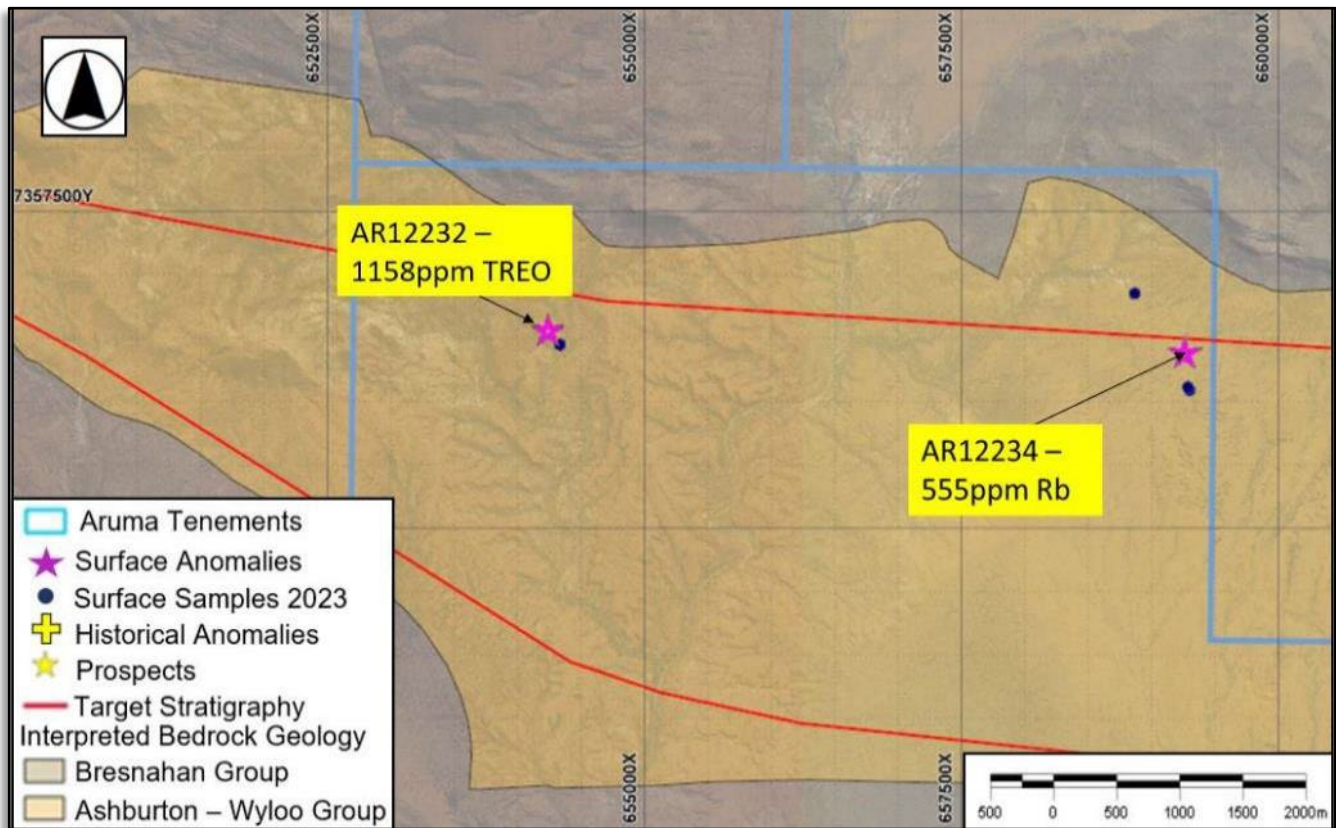 652500X
655000X
657500X
660000X
7357500Y
AR12232 –
1158ppm TREO
AR12234 –
555ppm Rb
Aruma Tenements
Surface Anomalies
Surface Samples 2023
Historical Anomalies
Prospects
Target Stratigraphy
Interpreted Bedrock Geology
Bresnahan Group
Ashburton – Wyloo Group
655000X
657500X
500 0 500 1000 1500 2000m